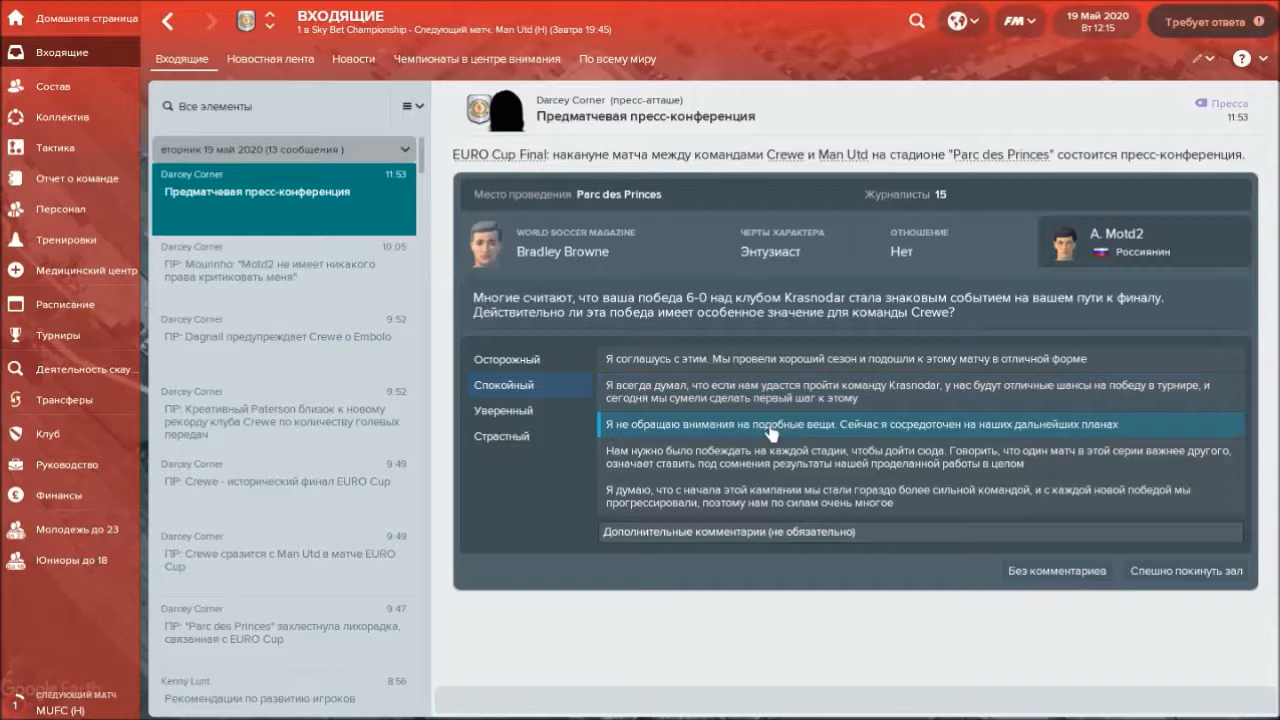 Домашняя страница
Входящие
Состав
Коллектив
Тактика
Отчет о команде
Персонал
Тренировки
Медицинский центр
Расписание
Турниры
Деятельность скау...
Трансферы
Клуб
Руководство
Финансы
Молодежь до 23
Юниоры до 18
Google Earth
1
СЛЕДУЮЩИЙ МАТЧ
MUFC (H)
ВХОДЯЩИЕ
1 в Sky Bet Championship - Следующий матч: Man Utd (H) (Завтра 19:45)
FM
19 Май 2020
Вт 12:15
Требует ответа
Входящие
Новостная лента
Новости
Чемпионаты в центре внимания
По всему миру
Все элементы
вторник 19 май 2020 (13 сообщения )
Darcey Corner 11:53
Предматчевая пресс-конференция
Darcey Corner 10:05
ПР: Mourinho: "Motd2 не имеет никакого
права критиковать меня"
Darcey Corner 9:52
ПР: Dagnall предупреждает Crewe о Embolo
Darcey Corner 9:52
ПР: Креативный Paterson близок к новому
рекорду клуба Crewe по количеству голевых
передач
Darcey Corner 9:49
ПР: Crewe - исторический финал EURO Cup
Darcey Corner 9:49
ПР: Crewe сразится с Man Utd в матче EURO
Cup
Darcey Corner 9:47
ПР: "Parc des Princes" захлестнула лихорадка,
связанная с EURO Cup
Kenny Lunt 8:56
Рекомендации по развитию игроков
Darcey Corner (пресс-атташе)
Предматчевая пресс-конференция
Пресса
11:53
EURO Cup Final: накануне матча между командами Crewe и Man Utd на стадионе "Parc des Princes" состоится пресс-конференция.
Место проведения Parc des Princes
Журналисты 15
WORLD SOCCER MAGAZINE
Bradley Browne
ЧЕРТЫ ХАРАКТЕРА
Энтузиаст
ОТНОШЕНИЕ
Нет
A. Motd2
Россиянин
Многие считают, что ваша победа 6-0 над клубом Krasnodar стала знаковым событием на вашем пути к финалу.
Действительно ли эта победа имеет особенное значение для команды Crewe?
Осторожный
Спокойный
Уверенный
Страстный
Я соглашусь с этим. Мы провели хороший сезон и подошли к этому матчу в отличной форме
Я всегда думал, что если нам удастся пройти команду Krasnodar, у нас будут отличные шансы на победу в турнире, и
сегодня мы сумели сделать первый шаг к этому
Я не обращаю внимания на подобные вещи. Сейчас я сосредоточен на наших дальнейших планах
Нам нужно было побеждать на каждой стадии, чтобы дойти сюда. Говорить, что один матч в этой серии важнее другого,
означает ставить под сомнения результаты нашей проделанной работы в целом
Я думаю, что с начала этой кампании мы стали гораздо более сильной командой, и с каждой новой победой мы
прогрессировали, поэтому нам по силам очень многое
Дополнительные комментарии (не обязательно)
Без комментариев
Спешно покинуть зал